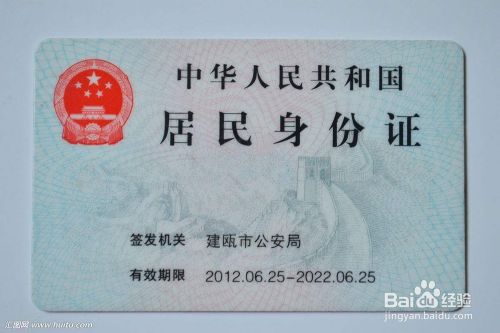 中华人民共和国
居民身份证
签发机关 建瓯市公安局
有效期限 2012.06.25-2022.06.25
Baidu经验
jingyan.baidu.com
汇图网 www.huitu.com